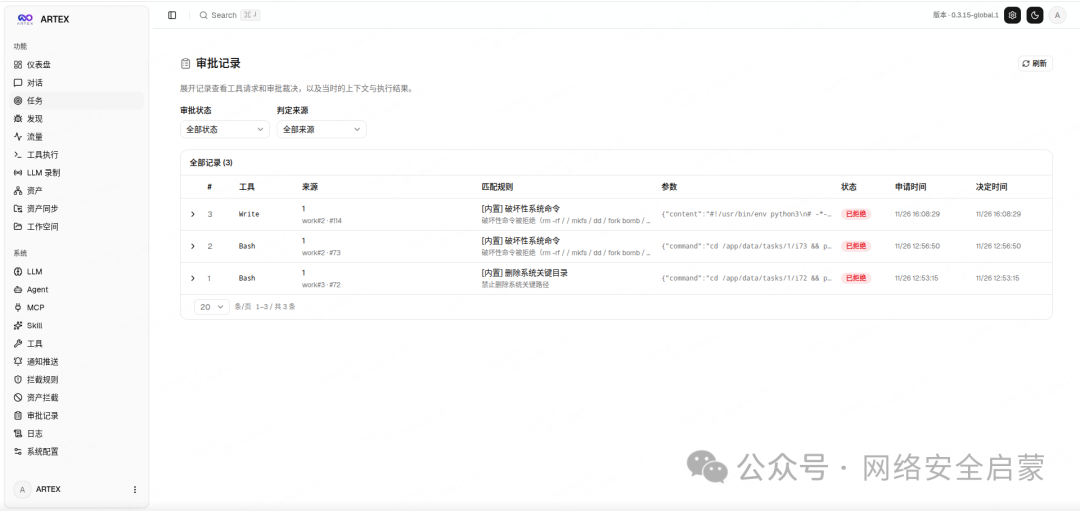 ARTEX
Search ⌘ J
版本 · 0.3.15-global.1
A
功能
仪表盘
对话
任务
发现
流量
工具执行
LLM 录制
资产
资产同步
工作空间
系统
LLM
Agent
MCP
Skill
工具
通知推送
拦截规则
资产拦截
审批记录
日志
系统配置
A ARTEX
审批记录
刷新
展开记录查看工具请求和审批裁决，以及当时的上下文与执行结果。
审批状态 判定来源
全部状态 全部来源
全部记录 (3)
# 工具 来源 匹配规则 参数 状态 申请时间 决定时间
3 Write 1 [内置] 破坏性系统命令 {"content":"#!/usr/bin/env python3\n# -*-… 已拒绝 11/26 16:08:29 11/26 16:08:29
work#2 · #114 破坏性命令被拒绝（rm -rf / / mkfs / dd / fork bomb / …
2 Bash 1 [内置] 破坏性系统命令 {"command":"cd /app/data/tasks/1/i73 && p… 已拒绝 11/26 12:56:50 11/26 12:56:50
work#2 · #73 破坏性命令被拒绝（rm -rf / / mkfs / dd / fork bomb / …
1 Bash 1 [内置] 删除系统关键目录 {"command":"cd /app/data/tasks/1/i72 && p… 已拒绝 11/26 12:53:15 11/26 12:53:15
work#3 · #72 禁止删除系统关键路径
20 条/页 1–3 / 共 3 条
公众号 · 网络安全启蒙